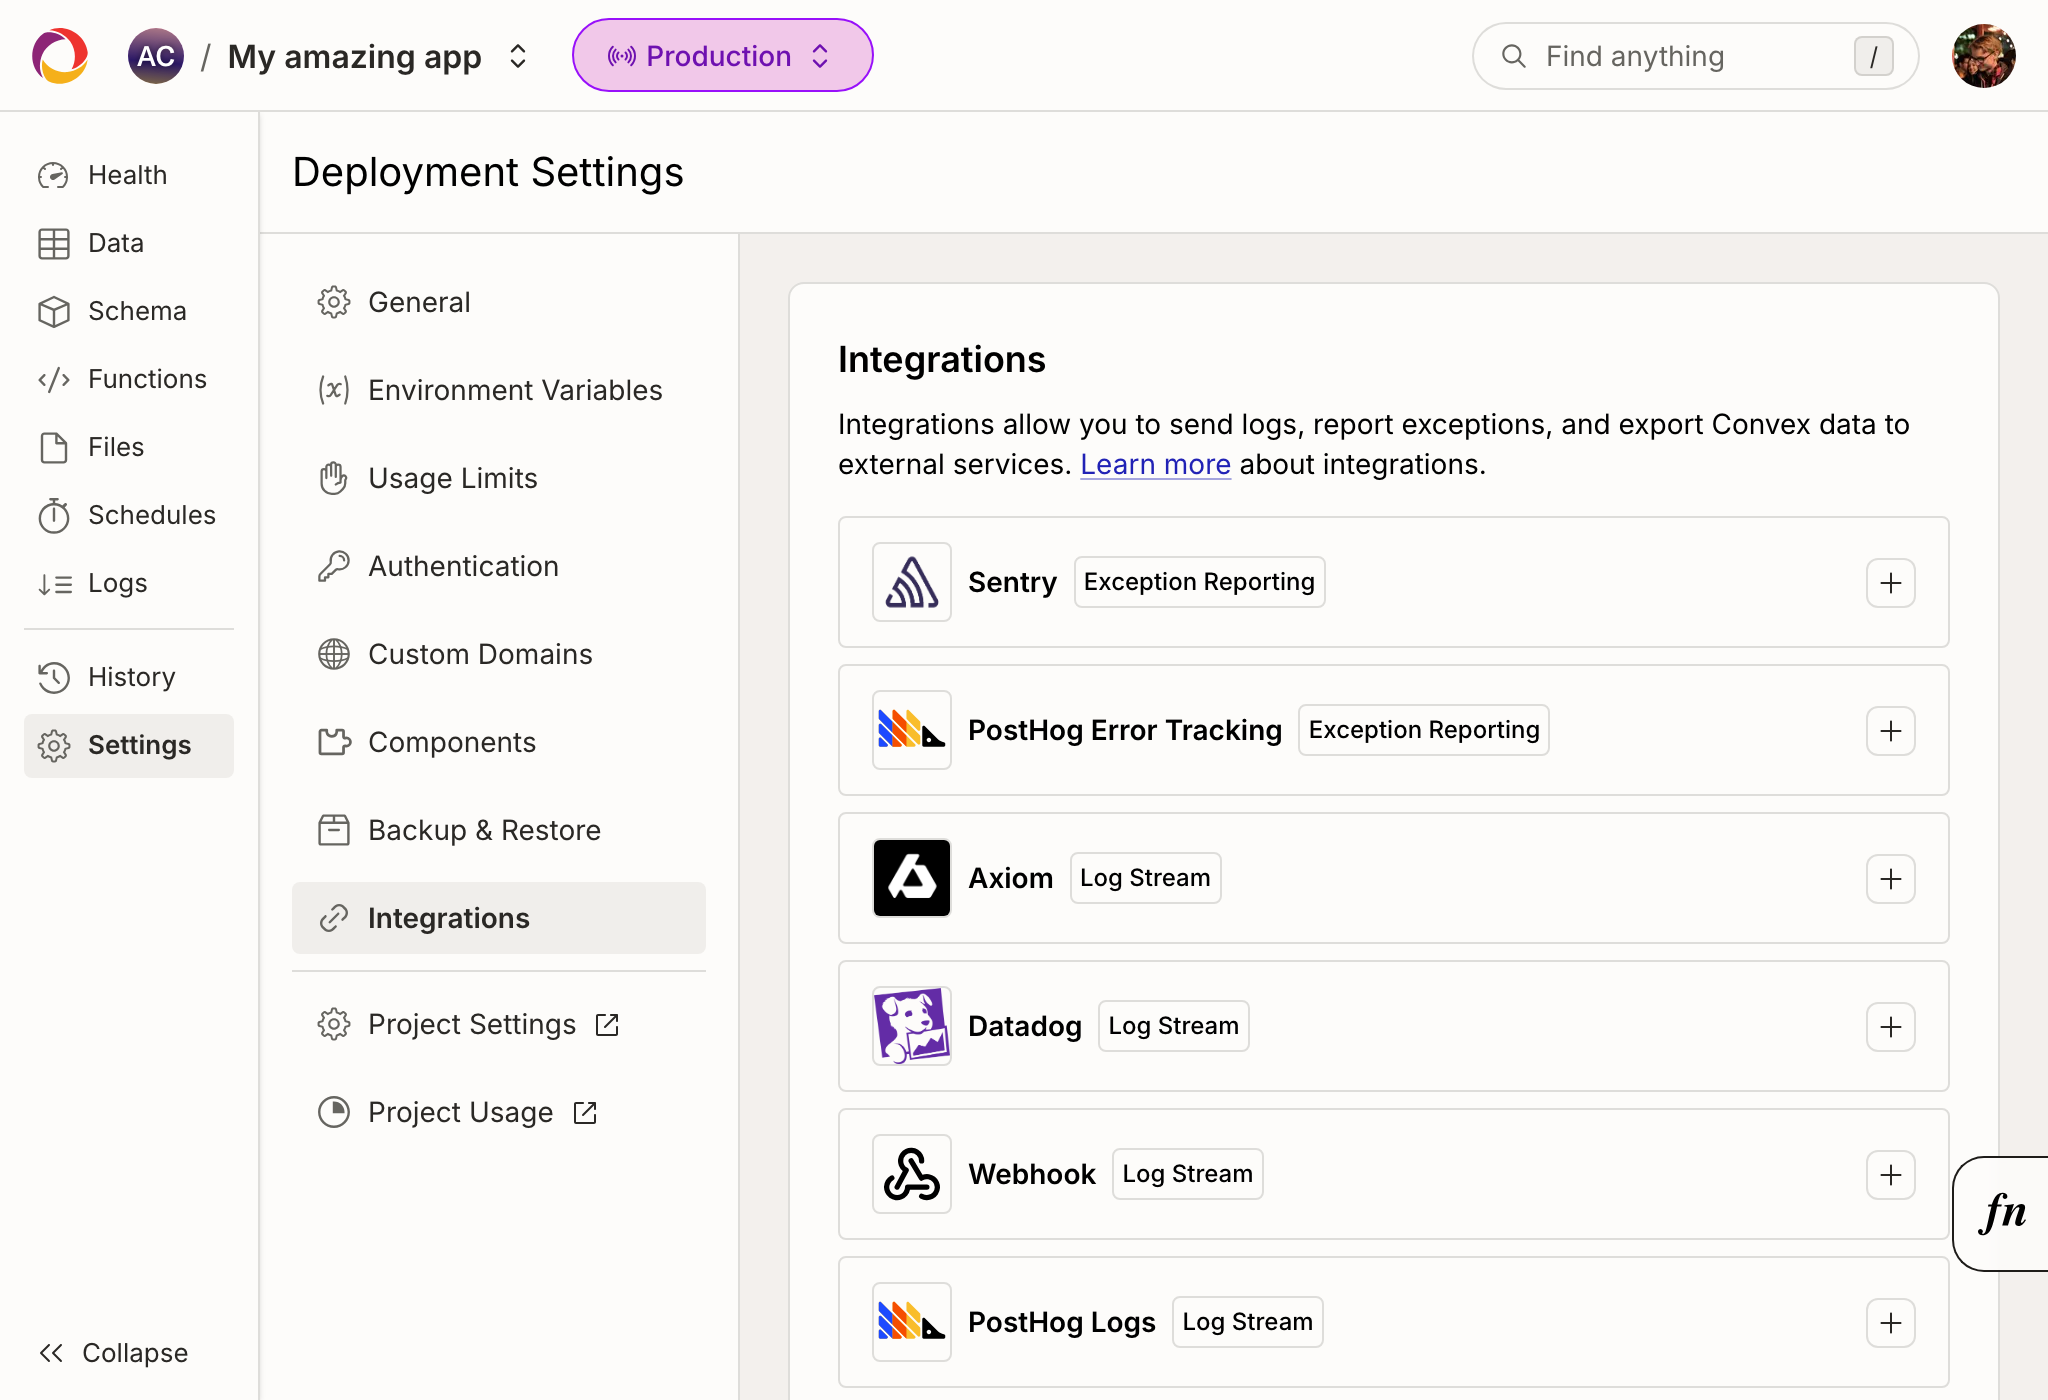 AC / My amazing app
Production
Find anything /
Health
Data
Schema
Functions
Files
Schedules
Logs
History
Settings
Collapse
Deployment Settings
General
Environment Variables
Usage Limits
Authentication
Custom Domains
Components
Backup & Restore
Integrations
Project Settings
Project Usage
Integrations
Integrations allow you to send logs, report exceptions, and export Convex data to
external services. Learn more about integrations.
Sentry Exception Reporting
PostHog Error Tracking Exception Reporting
Axiom Log Stream
Datadog Log Stream
Webhook Log Stream
PostHog Logs Log Stream
fn